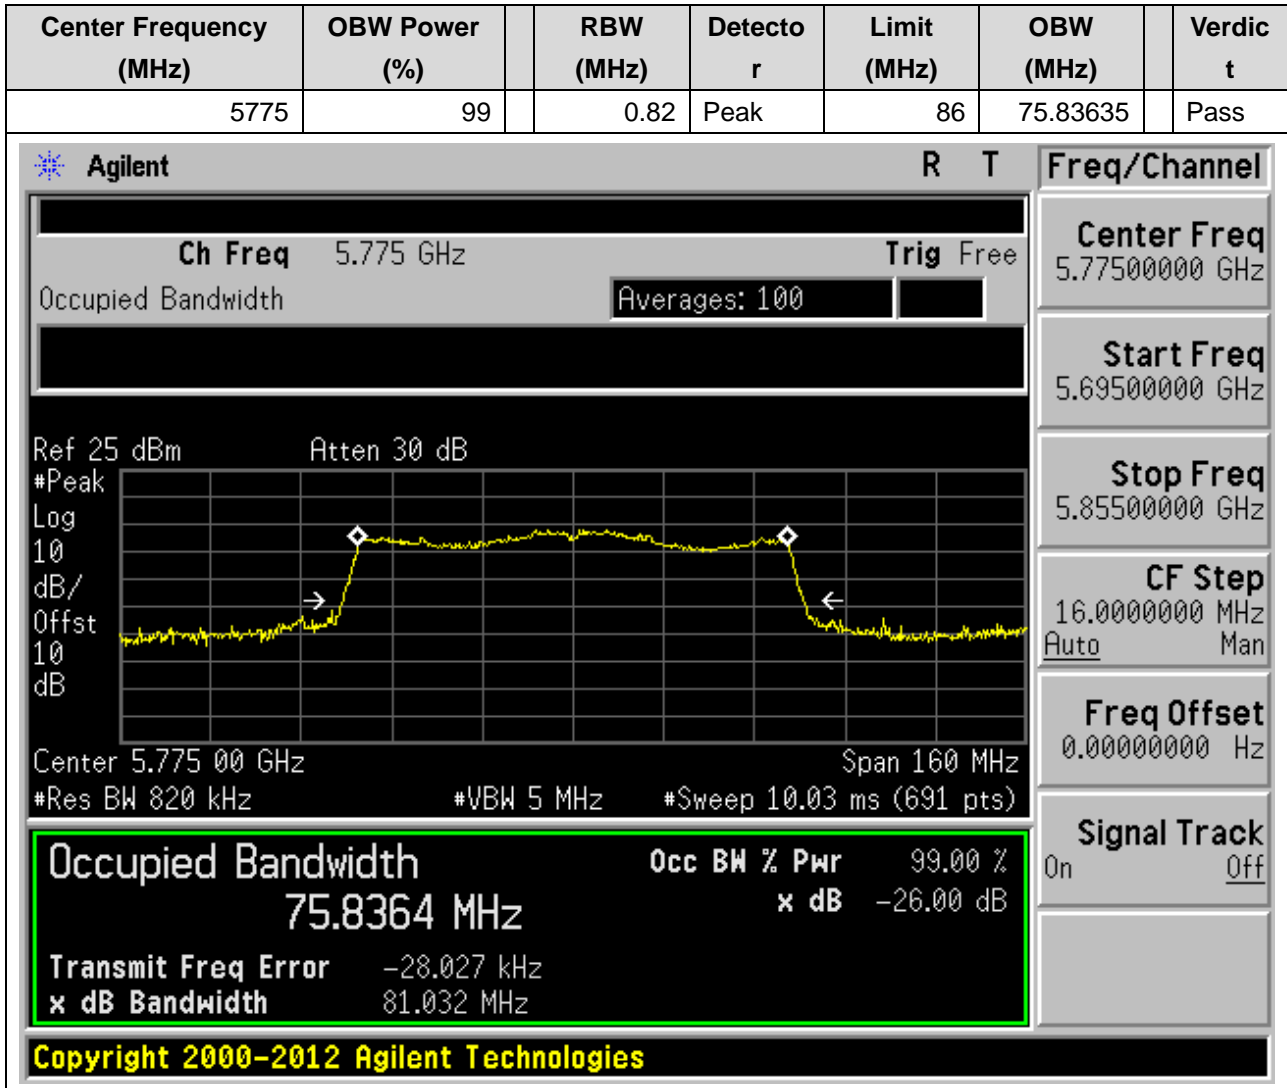 Center Frequency (MHz) OBW Power (%) RBW (MHz) Detecto r Limit (MHz) OBW (MHz) Verdic t
5775 99 0.82 Peak 86 75.83635 Pass
Agilent R T Freq/Channel
Ch Freq 5.775 GHz Trig Free
Occupied Bandwidth Averages: 100
Center Freq
5.77500000 GHz
Start Freq
5.69500000 GHz
Stop Freq
5.85500000 GHz
CF Step
16.0000000 MHz
Auto Man
Freq Offset
0.00000000 Hz
Signal Track
On Off
Ref 25 dBm Atten 30 dB
#Peak
Log
10
dB/
Offst
10
dB
Center 5.775 00 GHz Span 160 MHz
#Res BW 820 kHz #VBW 5 MHz #Sweep 10.03 ms (691 pts)
Occupied Bandwidth Occ BW % Pwr 99.00 %
75.8364 MHz x dB -26.00 dB
Transmit Freq Error -28.027 kHz
x dB Bandwidth 81.032 MHz
Copyright 2000-2012 Agilent Technologies